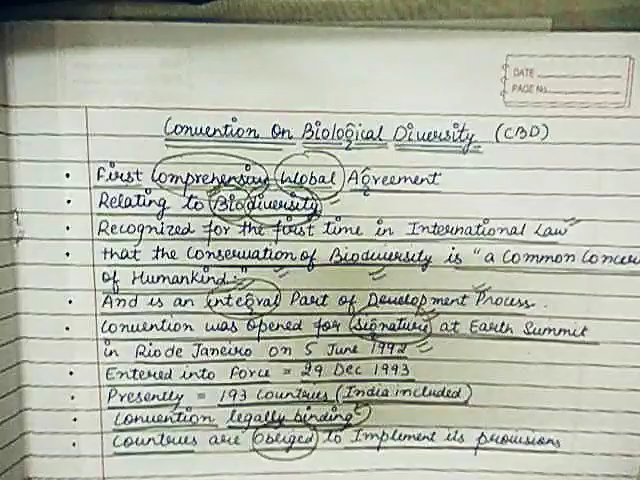 DATE
PAGE No.
Convention On Biological Diversity (CBD)
• First Comprehensive Global Agreement
• Relating to Biodiversity
• Recognized for the first time in International Law
• that the Conservation of Biodiversity is "a Common Concern
of Humankind."
• And is an integral Part of Development Process.
• Convention was opened for Signature at Earth Summit
in Rio de Janeiro on 5 June 1992
• Entered into Force = 29 Dec 1993
• Presently = 193 Countries (India included)
• Convention legally binding
• Countries are Obliged to Implement its provisions